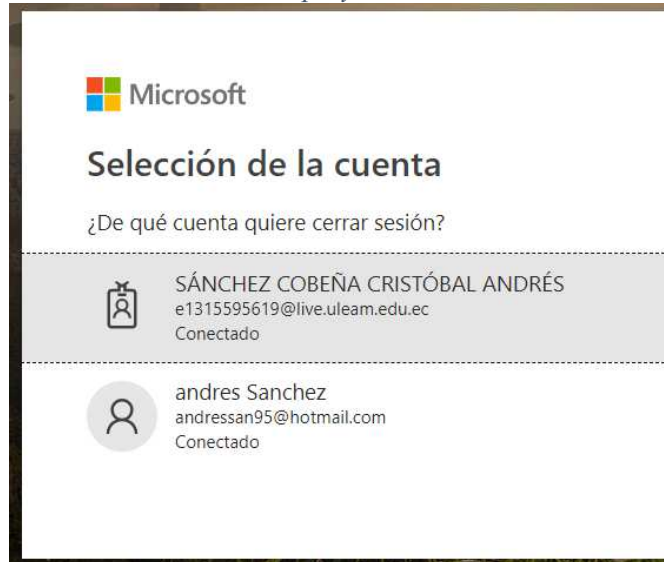 Microsoft
Selección de la cuenta
¿De qué cuenta quiere cerrar sesión?
SÁNCHEZ COBEÑA CRISTÓBAL ANDRÉS
e1315595619@live.uleam.edu.ec
Conectado
andres Sanchez
andressan95@hotmail.com
Conectado